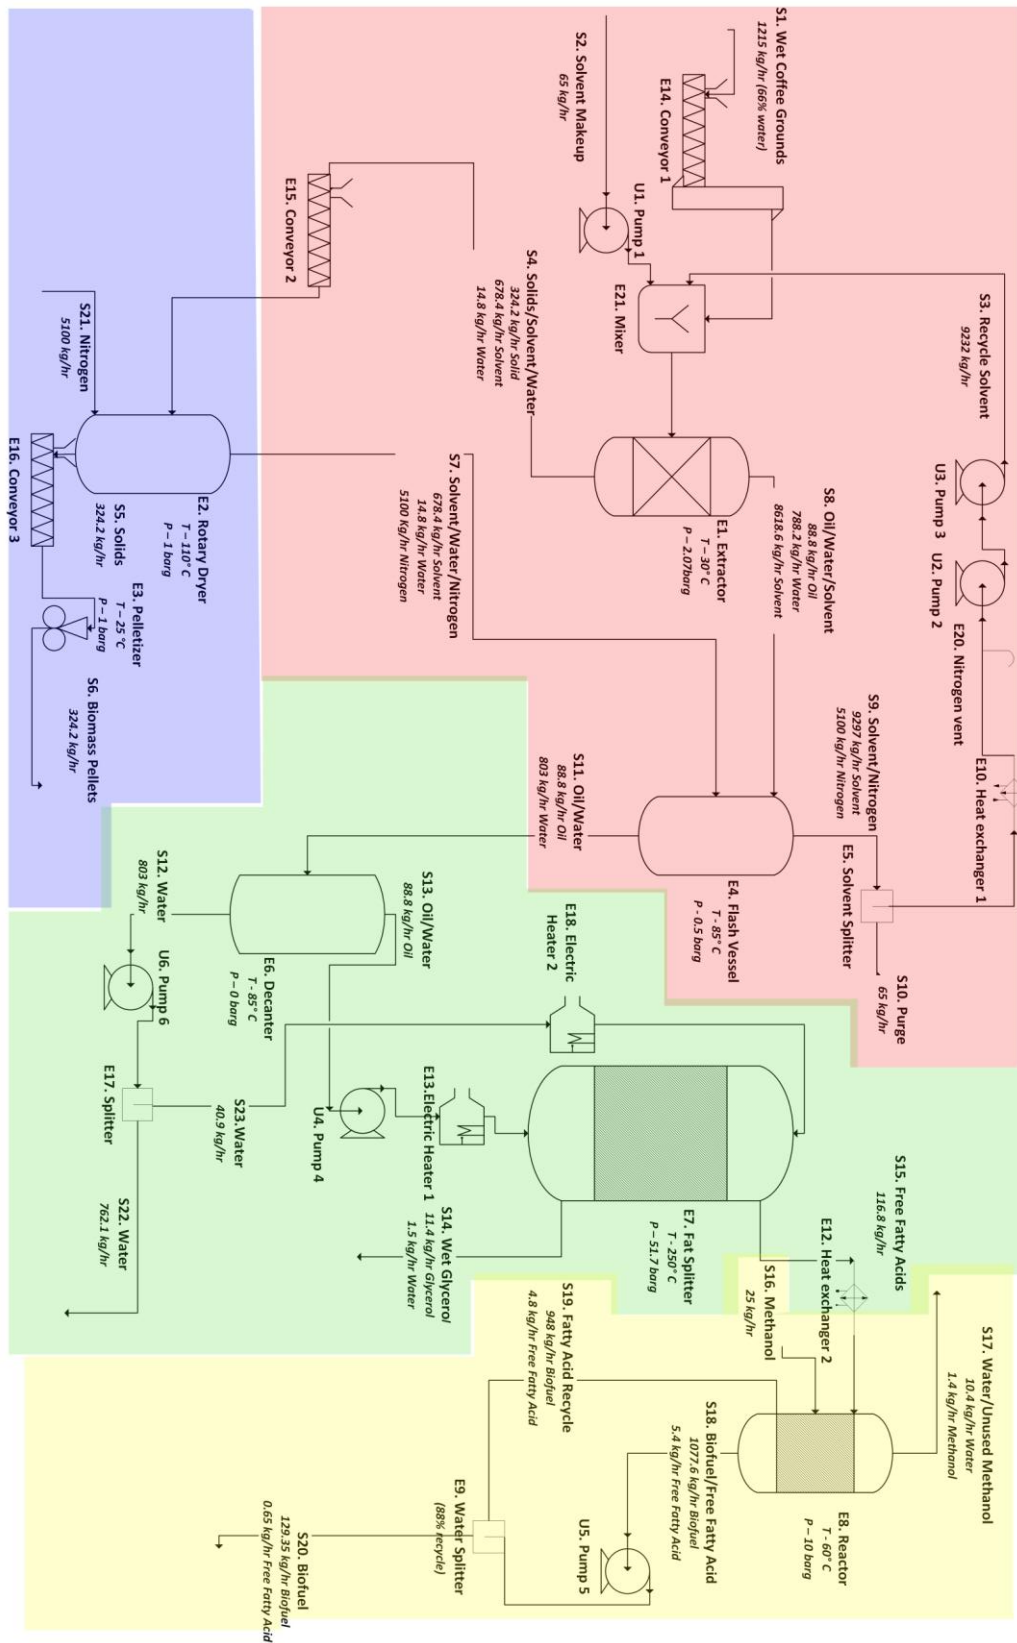 S1. Wet Coffee Grounds
1215 kg/hr (66% water)
E14. Conveyor 1
S2. Solvent Makeup
65 kg/hr
U1. Pump 1
E21. Mixer
S3. Recycle Solvent
9232 kg/hr
U3. Pump 3
U2. Pump 2
E20. Nitrogen vent
E10. Heat exchanger 1
E15. Conveyor 2
S4. Solids/Solvent/Water
324.2 kg/hr Solid
678.4 kg/hr Solvent
14.8 kg/hr Water
E1. Extractor
T – 30° C
P – 2.07barg
S8. Oil/Water/Solvent
88.8 kg/hr Oil
788.2 kg/hr Water
8618.6 kg/hr Solvent
S7. Solvent/Water/Nitrogen
678.4 kg/hr Solvent
14.8 kg/hr Water
5100 Kg/hr Nitrogen
S9. Solvent/Nitrogen
9297 kg/hr Solvent
5100 kg/hr Nitrogen
E5. Solvent Splitter
S10. Purge
65 kg/hr
E4. Flash Vessel
T - 85° C
P - 0.5 barg
S11. Oil/Water
88.8 kg/hr Oil
803 kg/hr Water
S21. Nitrogen
5100 kg/hr
E2. Rotary Dryer
T – 110° C
P – 1 barg
S5. Solids
324.2 kg/hr
E16. Conveyor 3
E3. Pelletizer
T – 25 °C
P – 1 barg
S6. Biomass Pellets
324.2 kg/hr
S12. Water
803 kg/hr
U6. Pump 6
S13. Oil/Water
88.8 kg/hr Oil
E6. Decanter
T - 85° C
P – 0 barg
E18. Electric
Heater 2
E17. Splitter
S23.Water
40.9 kg/hr
S22. Water
762.1 kg/hr
U4. Pump 4
E13.Electric Heater 1
E7. Fat Splitter
T - 250° C
P – 51.7 barg
S14. Wet Glycerol
11.4 kg/hr Glycerol
1.5 kg/hr Water
S15. Free Fatty Acids
116.8 kg/hr
E12. Heat exchanger 2
S16. Methanol
25 kg/hr
S17. Water/Unused Methanol
10.4 kg/hr Water
1.4 kg/hr Methanol
E8. Reactor
T - 60° C
P – 10 barg
S18. Biofuel/Free Fatty Acid
1077.6 kg/hr Biofuel
5.4 kg/hr Free Fatty Acid
S19. Fatty Acid Recycle
948 kg/hr Biofuel
4.8 kg/hr Free Fatty Acid
U5. Pump 5
E9. Water Splitter
(88% recycle)
S20. Biofuel
129.35 kg/hr Biofuel
0.65 kg/hr Free Fatty Acid